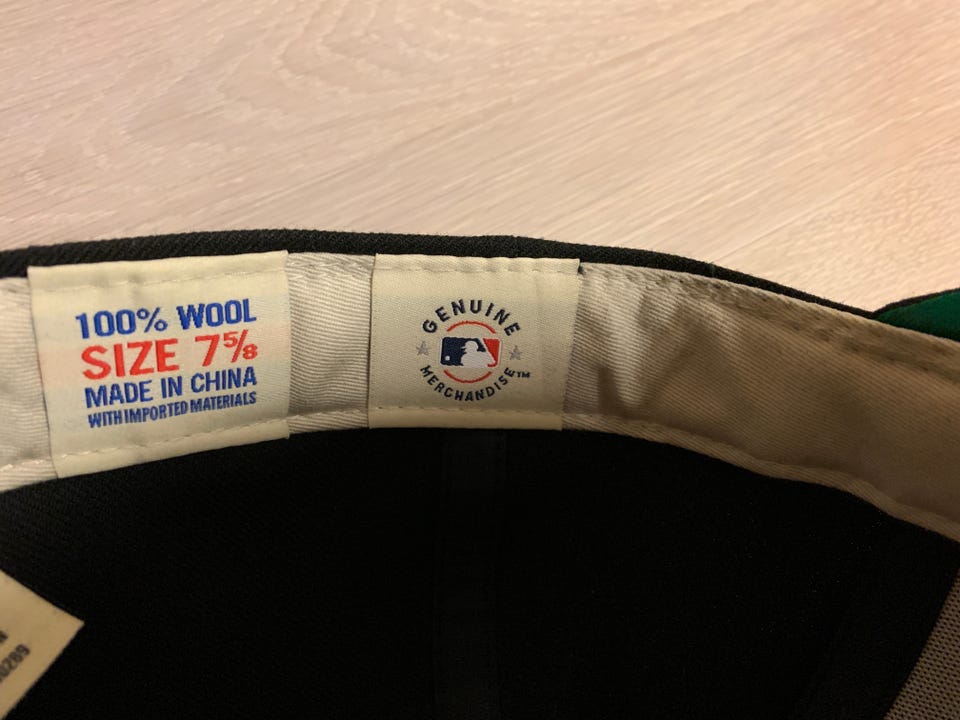 100% WOOL
SIZE 7⅝
MADE IN CHINA
WITH IMPORTED MATERIALS
GENUINE
MERCHANDISE™